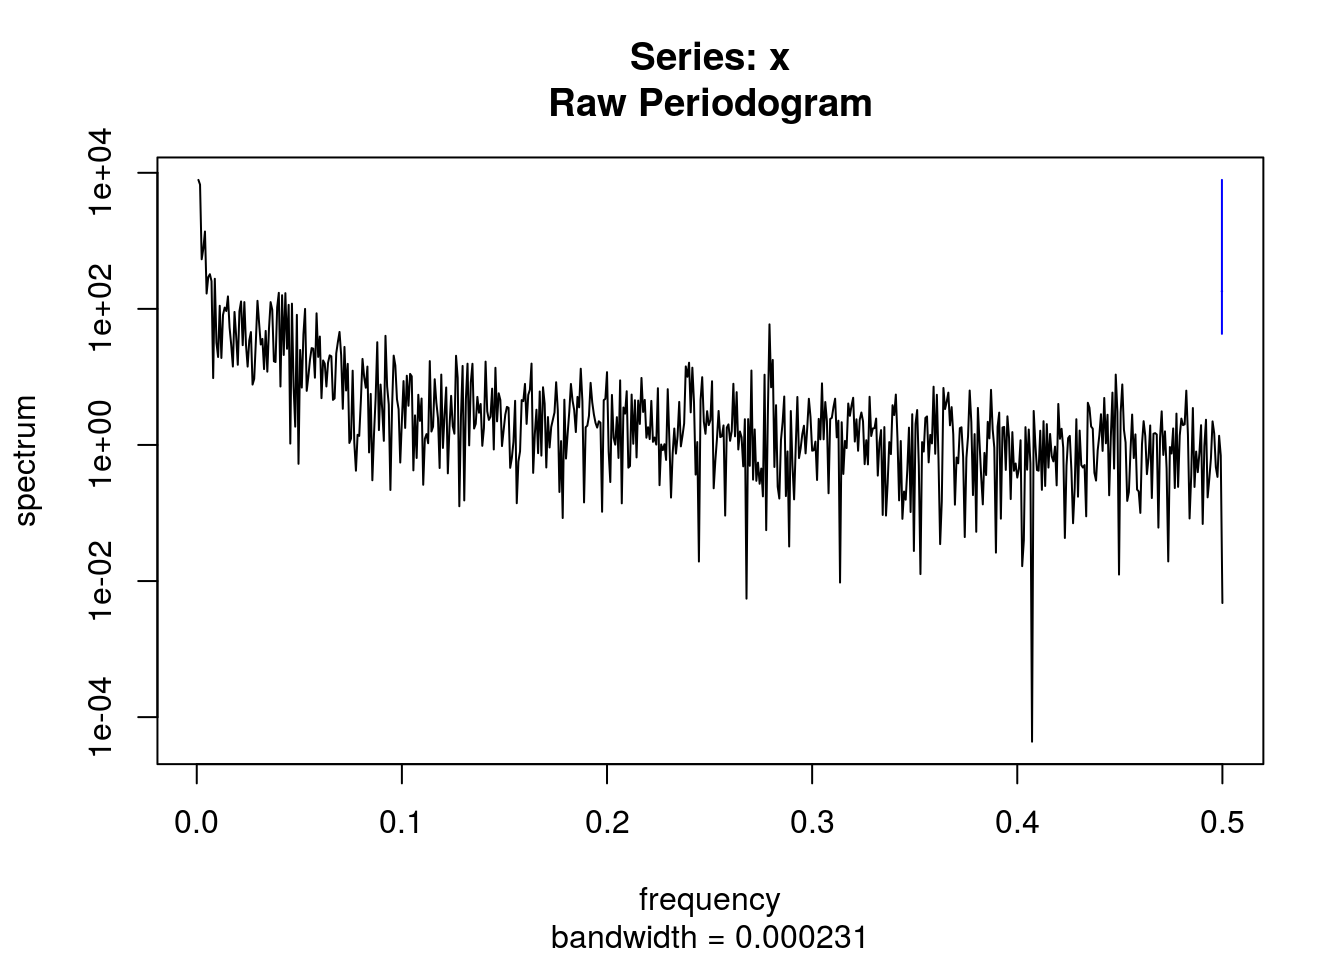 Series: x
Raw Periodogram
1e+04
1e+02
1e+00
1e-02
1e-04
spectrum
0.0 0.1 0.2 0.3 0.4 0.5
frequency
bandwidth = 0.000231